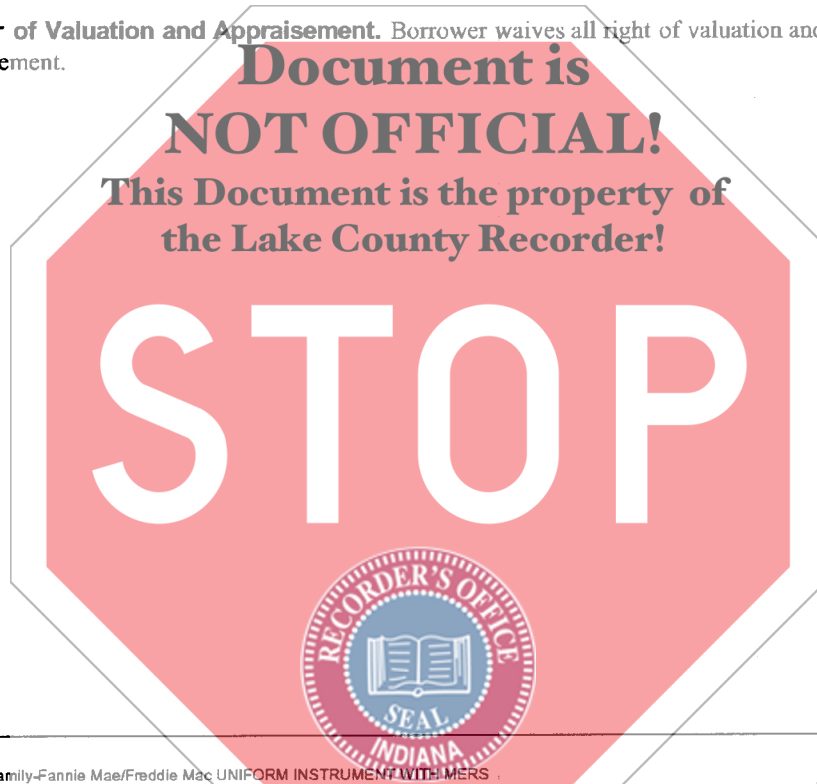 of Valuation and Appraisement. Borrower waives all right of valuation and
ement.
Document is
NOT OFFICIAL!
This Document is the property of
the Lake County Recorder!
STOP
RECORDER'S OFFICE
SEAL
INDIANA
amily-Fannie Mae/Freddie Mac UNIFORM INSTRUMENT WITH MERS